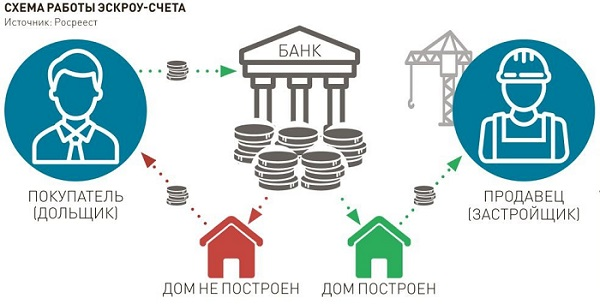 СХЕМА РАБОТЫ ЭСКРОУ-СЧЕТА
Источник: Росреест
БАНК
ПОКУПАТЕЛЬ
(ДОЛЬЩИК)
ПРОДАВЕЦ
(ЗАСТРОЙЩИК)
ДОМ НЕ ПОСТРОЕН
ДОМ ПОСТРОЕН